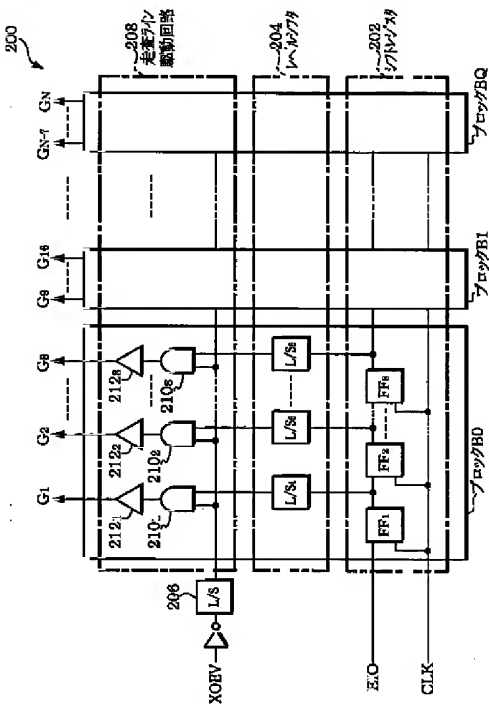 200
G1
G2
G8
G9
G16
GN-7
GN
208
走査ライン
駆動回路
212₁
212₂
212₈
210₁
210₂
210₈
206
L/S
XOEV
204
レベルシフタ
L/S₁
L/S₂
L/S₈
202
シフトレジスタ
FF₁
FF₂
FF₈
EIO
CLK
ブロックB0
ブロックB1
ブロックBQ